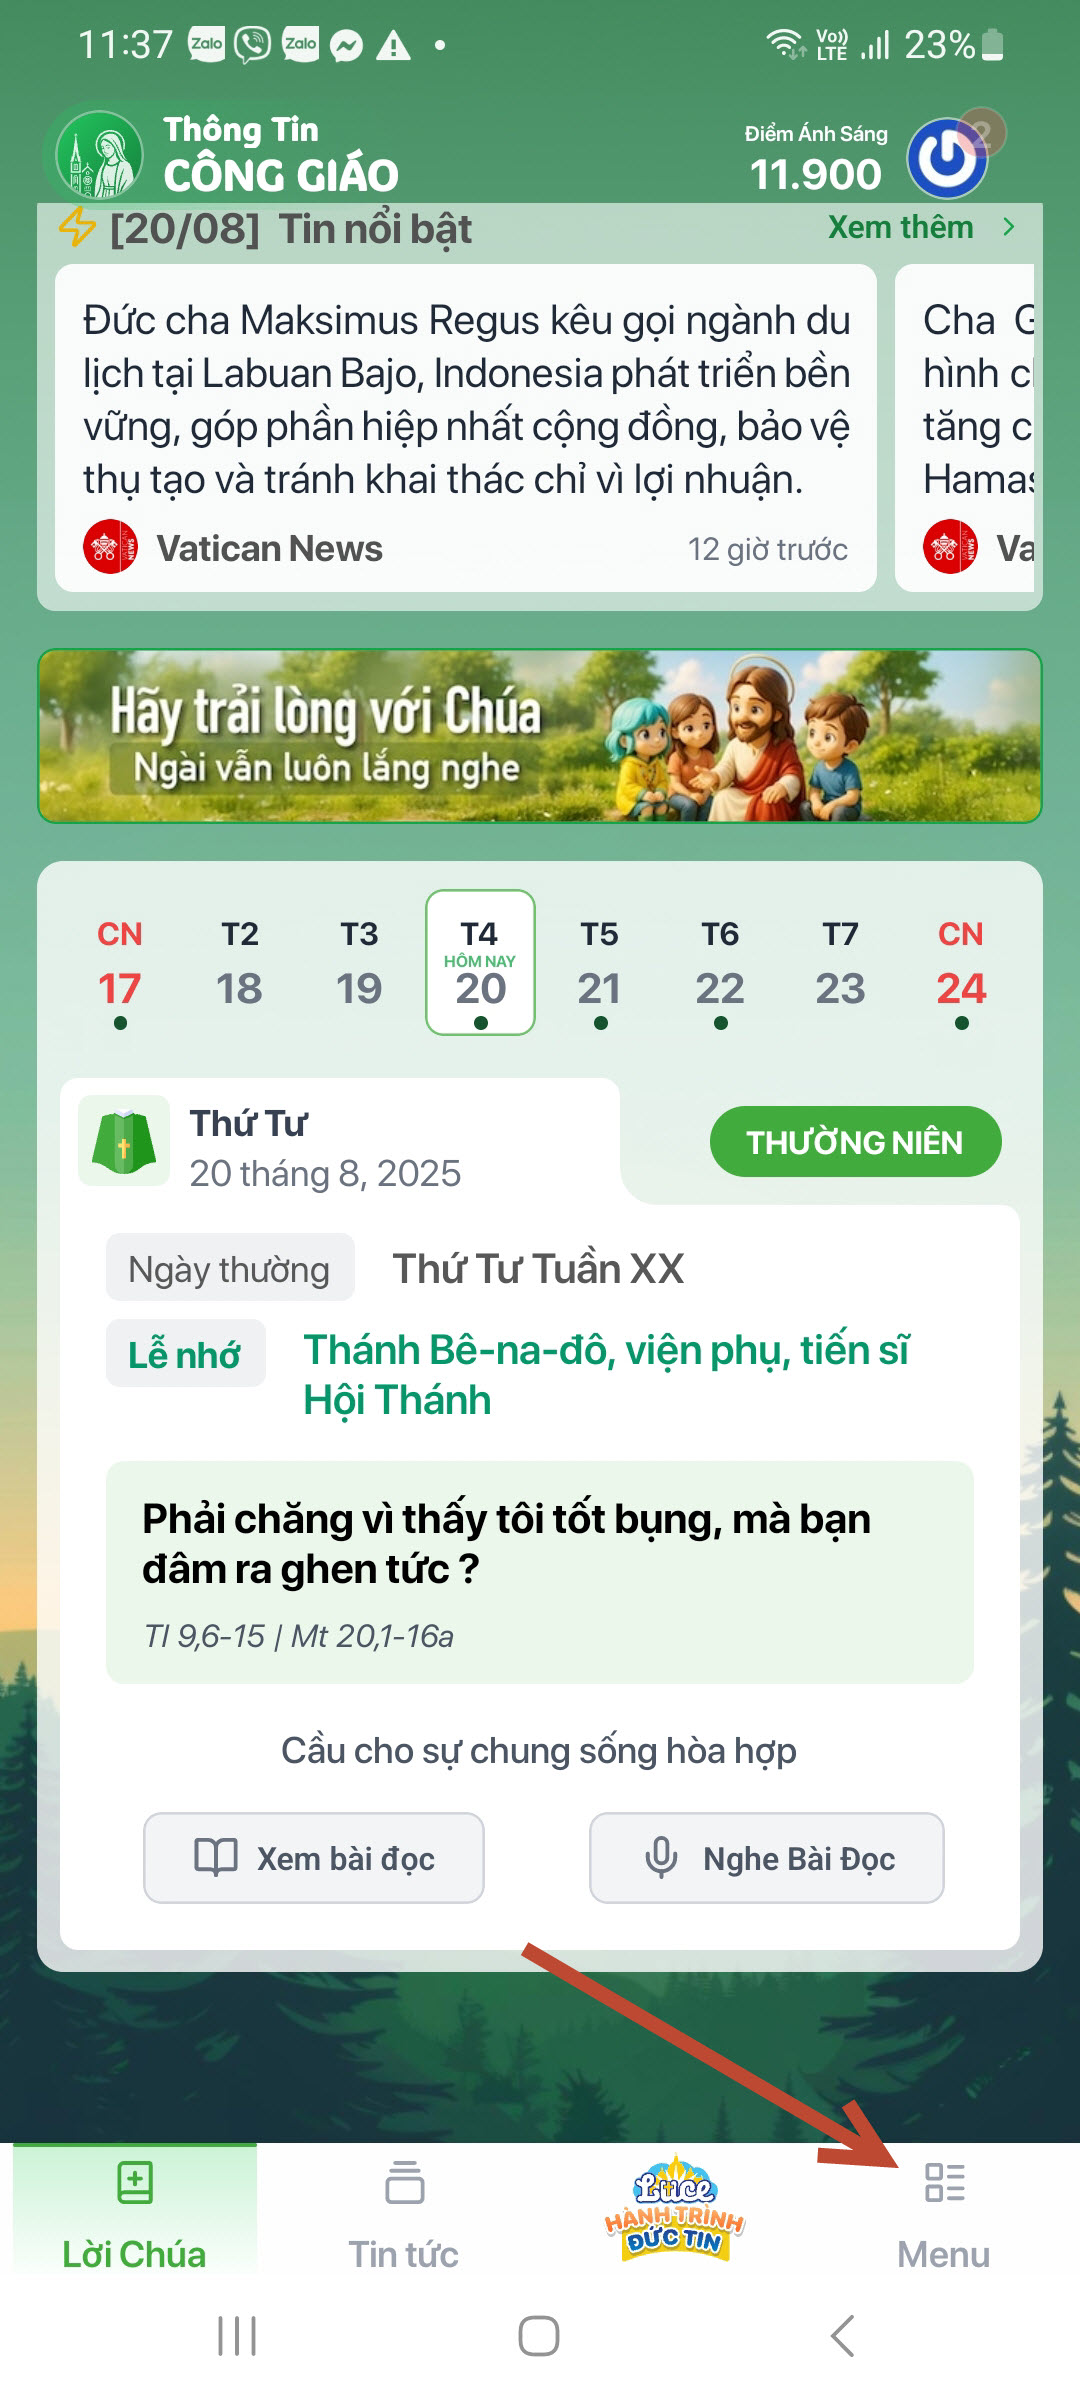 11:37 Zalo Zalo Vo)) LTE 23%
Thông Tin
CÔNG GIÁO
Điểm Ánh Sáng
11.900
2
[20/08] Tin nổi bật
Xem thêm
Đức cha Maksimus Regus kêu gọi ngành du
lịch tại Labuan Bajo, Indonesia phát triển bền
vững, góp phần hiệp nhất cộng đồng, bảo vệ
thụ tạo và tránh khai thác chỉ vì lợi nhuận.
VATICAN NEWS
Vatican News
12 giờ trước
Cha
hình
tăng
Hamas
VATICAN NEWS
Va
Hãy trải lòng với Chúa
Ngài vẫn luôn lắng nghe
CN T2 T3 T4 T5 T6 T7 CN
HÔM NAY
17 18 19 20 21 22 23 24
Thứ Tư
20 tháng 8, 2025
THƯỜNG NIÊN
Ngày thường Thứ Tư Tuần XX
Lễ nhớ Thánh Bê-na-đô, viện phụ, tiến sĩ
Hội Thánh
Phải chăng vì thấy tôi tốt bụng, mà bạn
đâm ra ghen tức ?
Tl 9,6-15 | Mt 20,1-16a
Cầu cho sự chung sống hòa hợp
Xem bài đọc
Nghe Bài Đọc
Lời Chúa
Tin tức
Luce
HÀNH TRÌNH
ĐỨC TIN
Menu